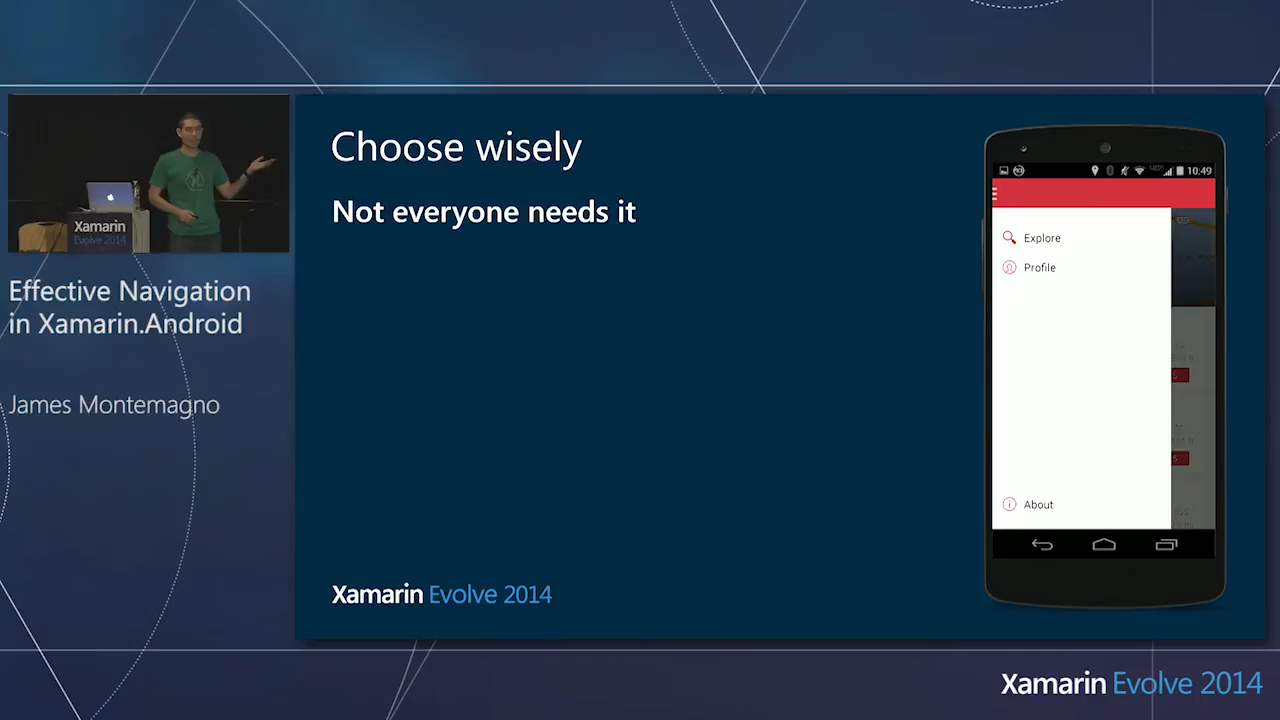 Xamarin
Evolve 2014
Effective Navigation
in Xamarin.Android
James Montemagno
Choose wisely
Not everyone needs it
10:49
Explore
Profile
About
Xamarin Evolve 2014
Xamarin Evolve 2014